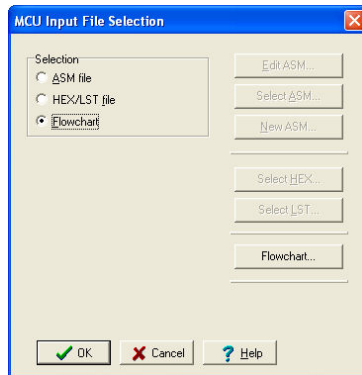 MCU Input File Selection
Selection
ASM file
HEX/LST file
Flowchart
Edit ASM...
Select ASM...
New ASM...
Select HEX...
Select LST...
Flowchart...
OK
Cancel
? Help